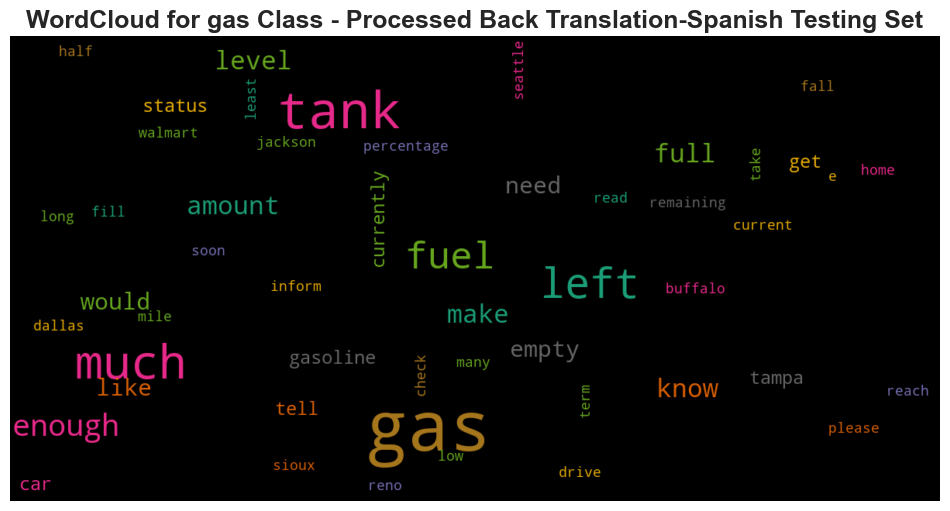 WordCloud for gas Class - Processed Back Translation-Spanish Testing Set
half
level
seattle
fall
least
status
tank
walmart
jackson
percentage
full
take
get
e
home
need
read
remaining
amount
currently
long
fill
current
soon
fuel
left
inform
buffalo
would
mile
make
dallas
much
gasoline
empty
check
many
like
know
tampa
reach
term
tell
enough
gas
please
low
sioux
drive
car
reno